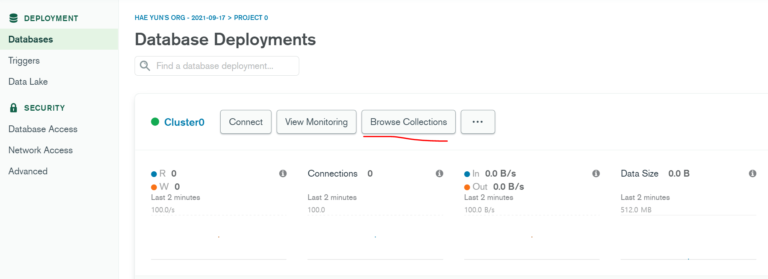 DEPLOYMENT
Databases
Triggers
Data Lake
SECURITY
Database Access
Network Access
Advanced
HAE YUN'S ORG - 2021-09-17 > PROJECT 0
Database Deployments
Find a database deployment...
Cluster0 Connect View Monitoring Browse Collections ...
R 0
W 0
Last 2 minutes
100.0/s
Connections 0
Last 2 minutes
100.0
In 0.0 B/s
Out 0.0 B/s
Last 2 minutes
100.0 B/s
Data Size 0.0 B
Last 2 minutes
512.0 MB